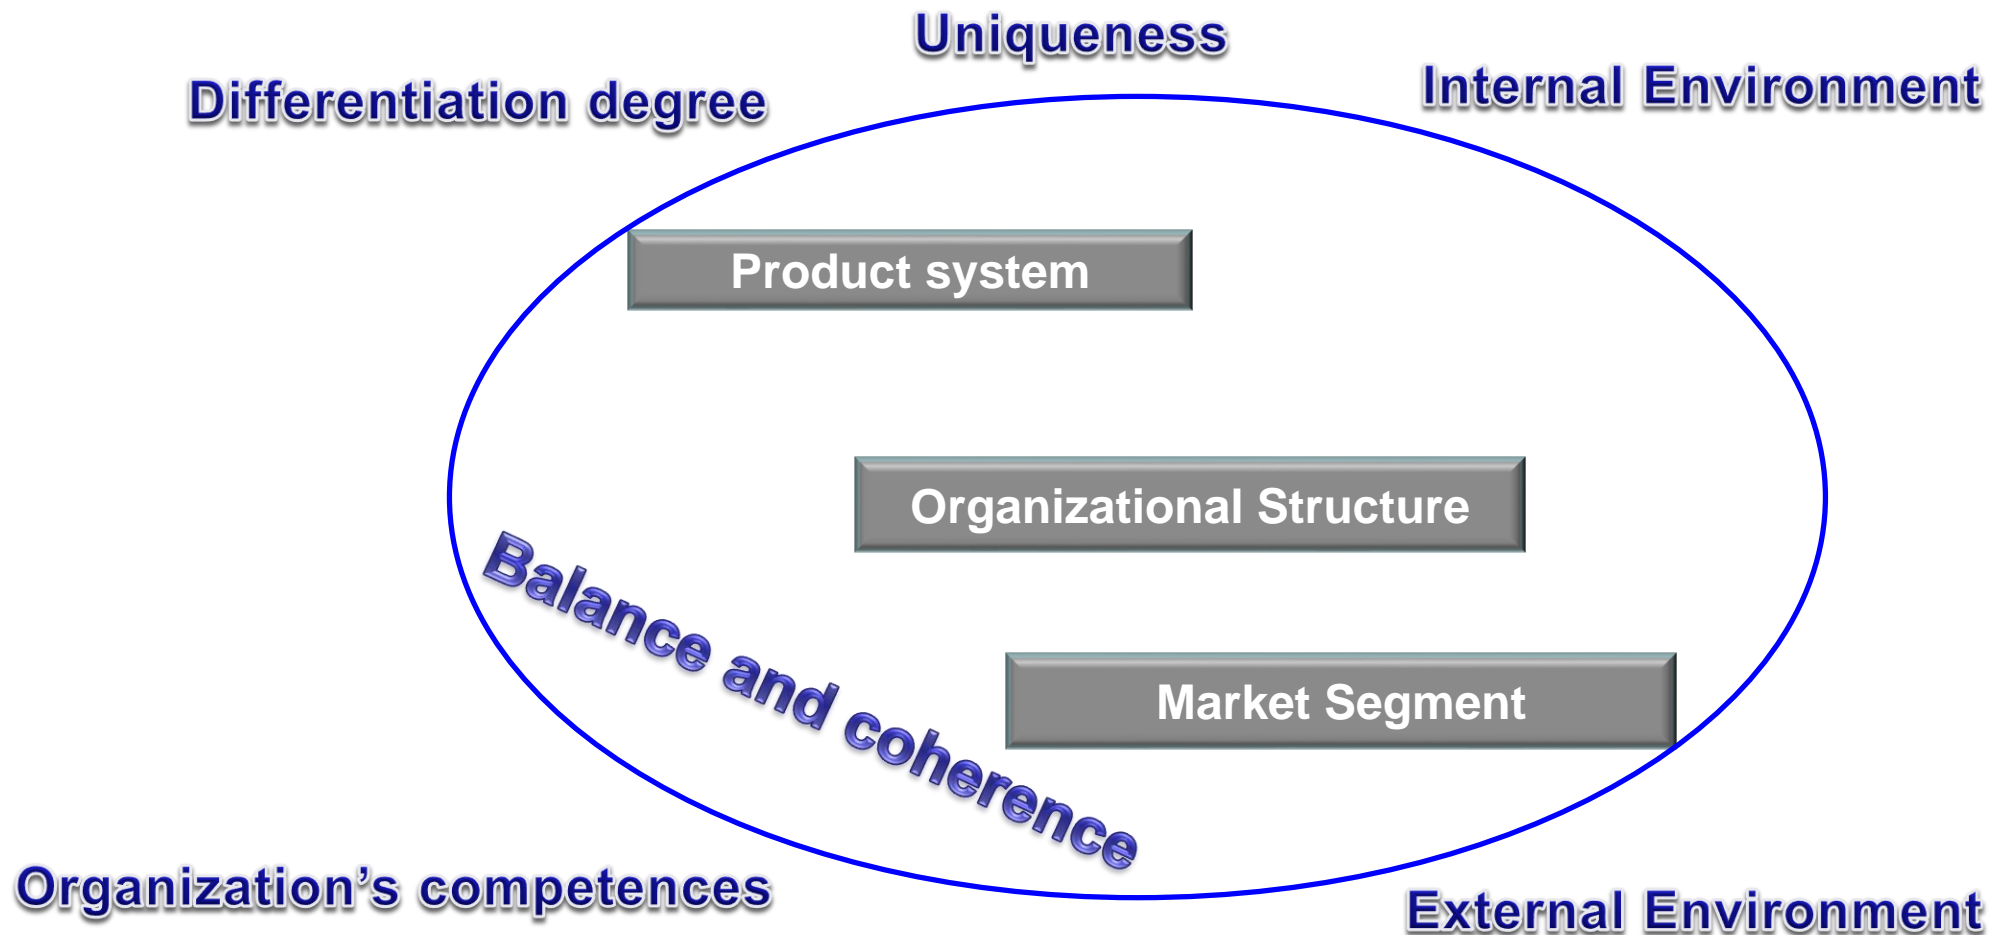 Uniqueness
Differentiation degree
Internal Environment
Product system
Organizational Structure
Balance and coherence
Market Segment
Organization’s competences
External Environment